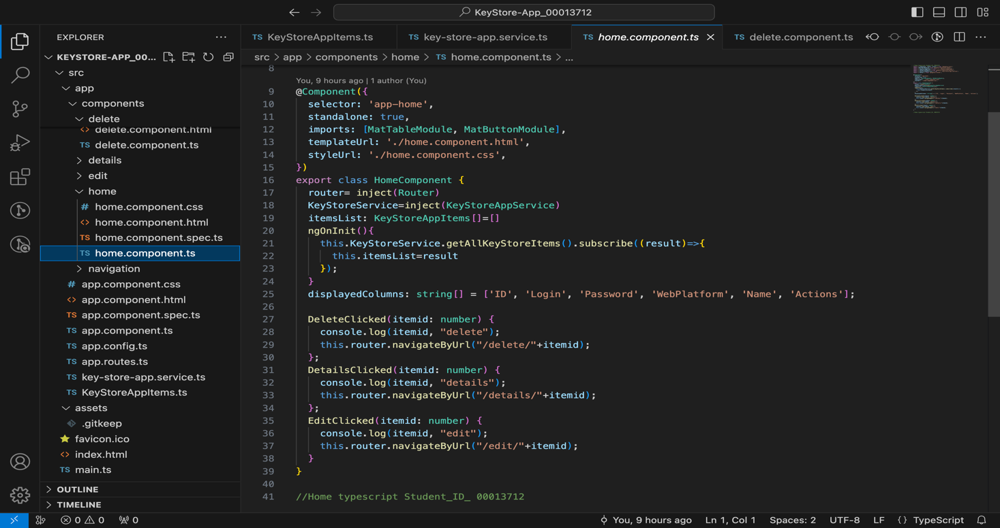 KeyStore-App_00013712
EXPLORER
KEYSTORE-APP_00...
src
app
components
delete
delete.component.html
TS delete.component.ts
details
edit
home
# home.component.css
<> home.component.html
TS home.component.spec.ts
TS home.component.ts
navigation
# app.component.css
<> app.component.html
TS app.component.spec.ts
TS app.component.ts
TS app.config.ts
TS app.routes.ts
TS key-store-app.service.ts
TS KeyStoreAppItems.ts
assets
.gitkeep
favicon.ico
<> index.html
TS main.ts
OUTLINE
TIMELINE
TS KeyStoreAppItems.ts
TS key-store-app.service.ts
TS home.component.ts
TS delete.component.ts
src > app > components > home > TS home.component.ts > ...
8
You, 9 hours ago | 1 author (You)
9 @Component({
10 selector: 'app-home',
11 standalone: true,
12 imports: [MatTableModule, MatButtonModule],
13 templateUrl: './home.component.html',
14 styleUrl: './home.component.css',
15 })
16 export class HomeComponent {
17 router= inject(Router)
18 KeyStoreService=inject(KeyStoreAppService)
19 itemsList: KeyStoreAppItems[]=[]
20 ngOnInit(){
21 this.KeyStoreService.getAllKeyStoreItems().subscribe((result)=>{
22 this.itemsList=result
23 });
24 }
25 displayedColumns: string[] = ['ID', 'Login', 'Password', 'WebPlatform', 'Name', 'Actions'];
26
27 DeleteClicked(itemid: number) {
28 console.log(itemid, "delete");
29 this.router.navigateByUrl("/delete/"+itemid);
30 };
31 DetailsClicked(itemid: number) {
32 console.log(itemid, "details");
33 this.router.navigateByUrl("/details/"+itemid);
34 };
35 EditClicked(itemid: number) {
36 console.log(itemid, "edit");
37 this.router.navigateByUrl("/edit/"+itemid);
38 }
39 }
40
41 //Home typescript Student_ID_ 00013712
0 0 0
You, 9 hours ago Ln 1, Col 1 Spaces: 2 UTF-8 LF {} TypeScript